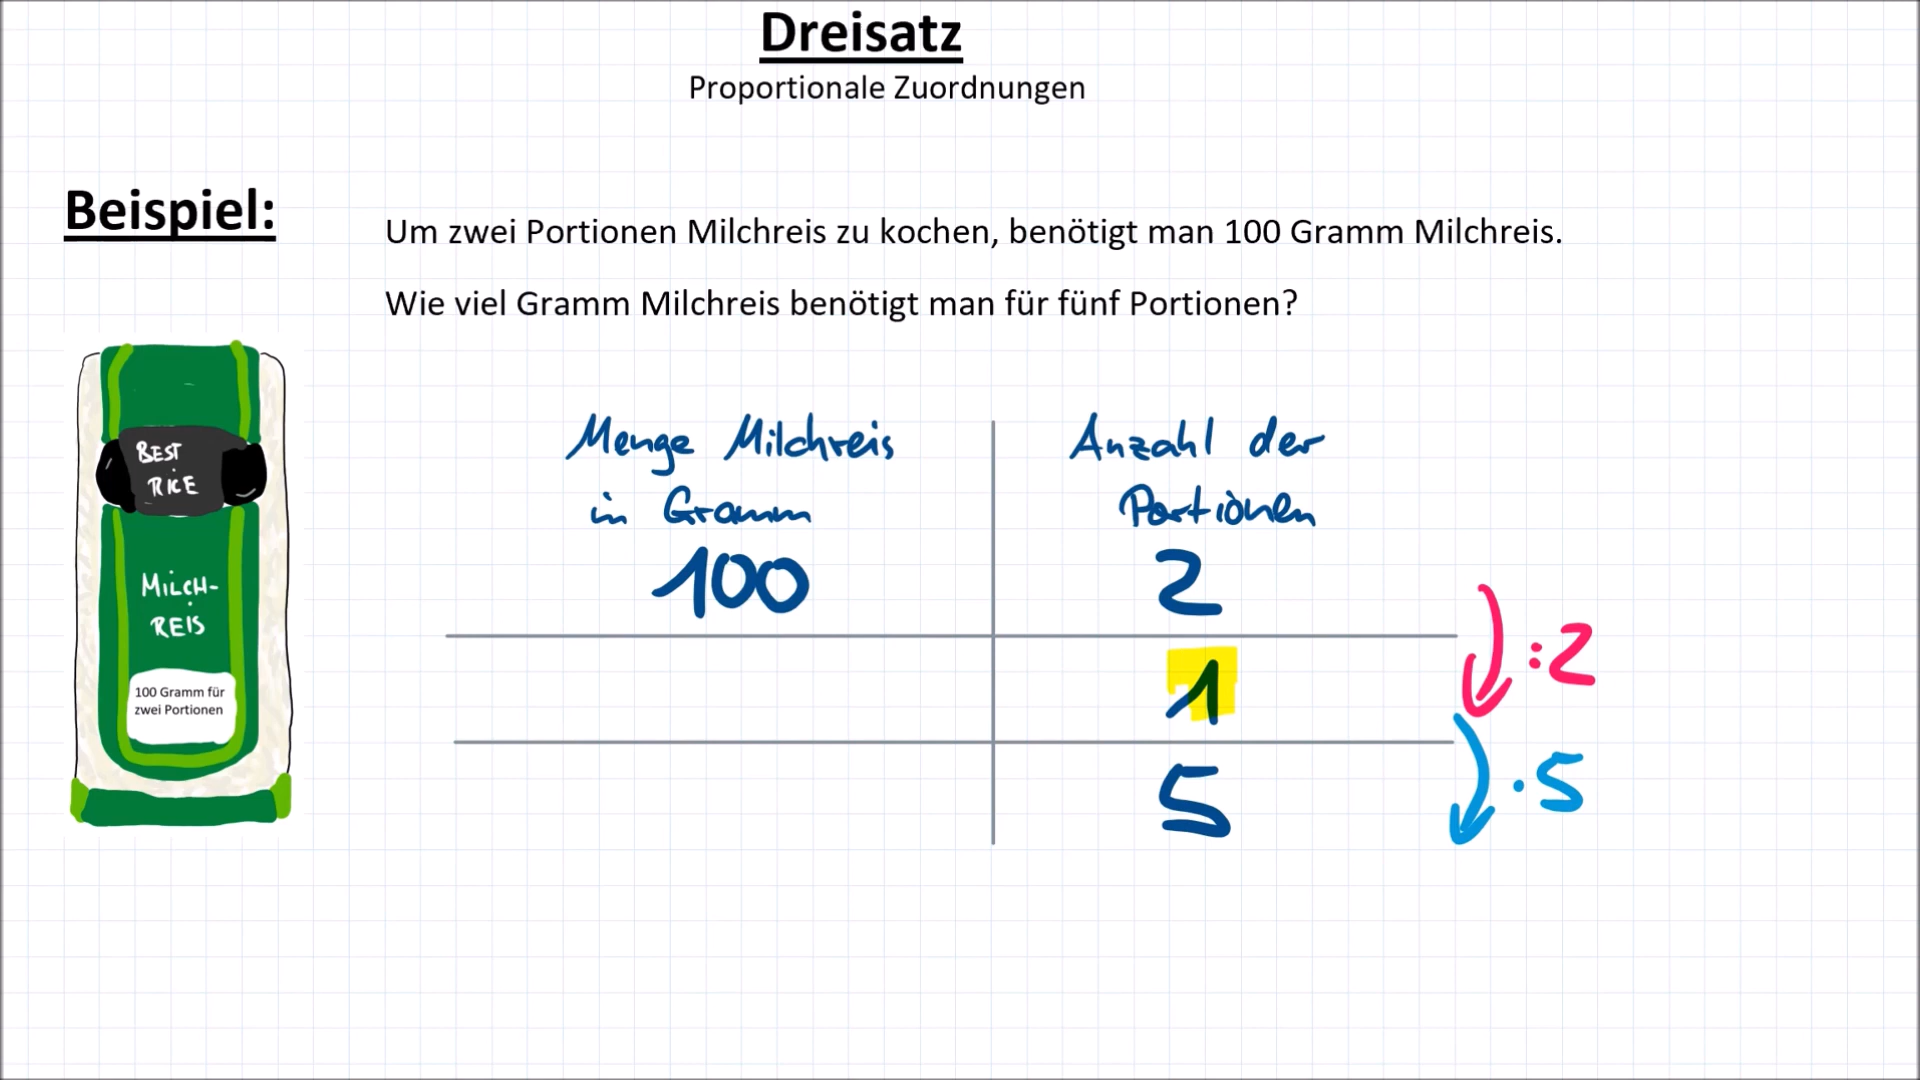 Dreisatz
Proportionale Zuordnungen
Beispiel:
Um zwei Portionen Milchreis zu kochen, benötigt man 100 Gramm Milchreis.
Wie viel Gramm Milchreis benötigt man für fünf Portionen?
BEST
RICE
MILCH-
REIS
100 Gramm für
zwei Portionen
Menge Milchreis
in Gramm
Anzahl der
Portionen
100
2
:2
1
·5
5